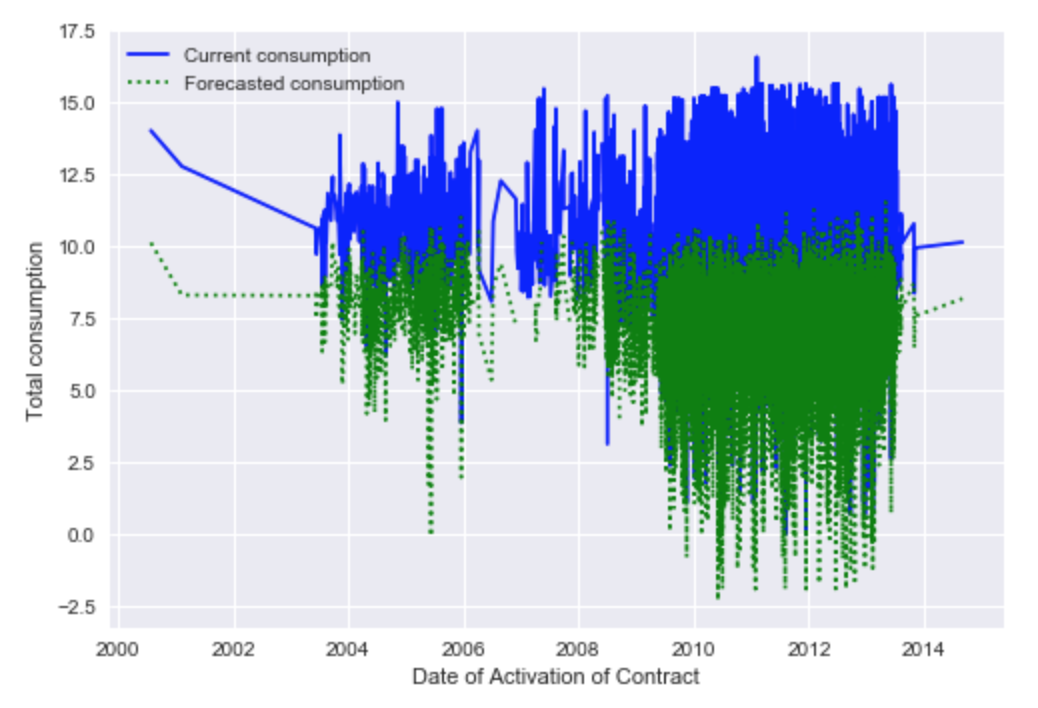 17.5
Current consumption
Forecasted consumption
15.0
12.5
10.0
7.5
5.0
2.5
0.0
−2.5
Total consumption
2000 2002 2004 2006 2008 2010 2012 2014
Date of Activation of Contract